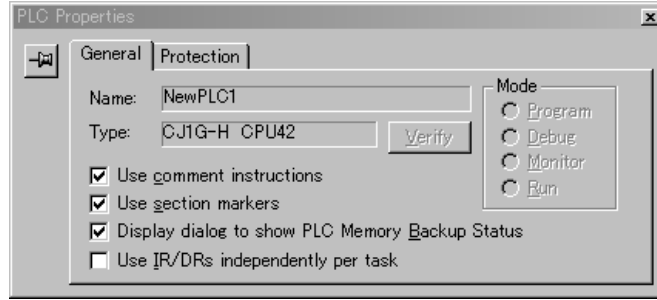 PLC Properties
General Protection
Name: NewPLC1
Type: CJ1G-H CPU42 Verify
Mode
Program
Debug
Monitor
Run
Use comment instructions
Use section markers
Display dialog to show PLC Memory Backup Status
Use IR/DRs independently per task